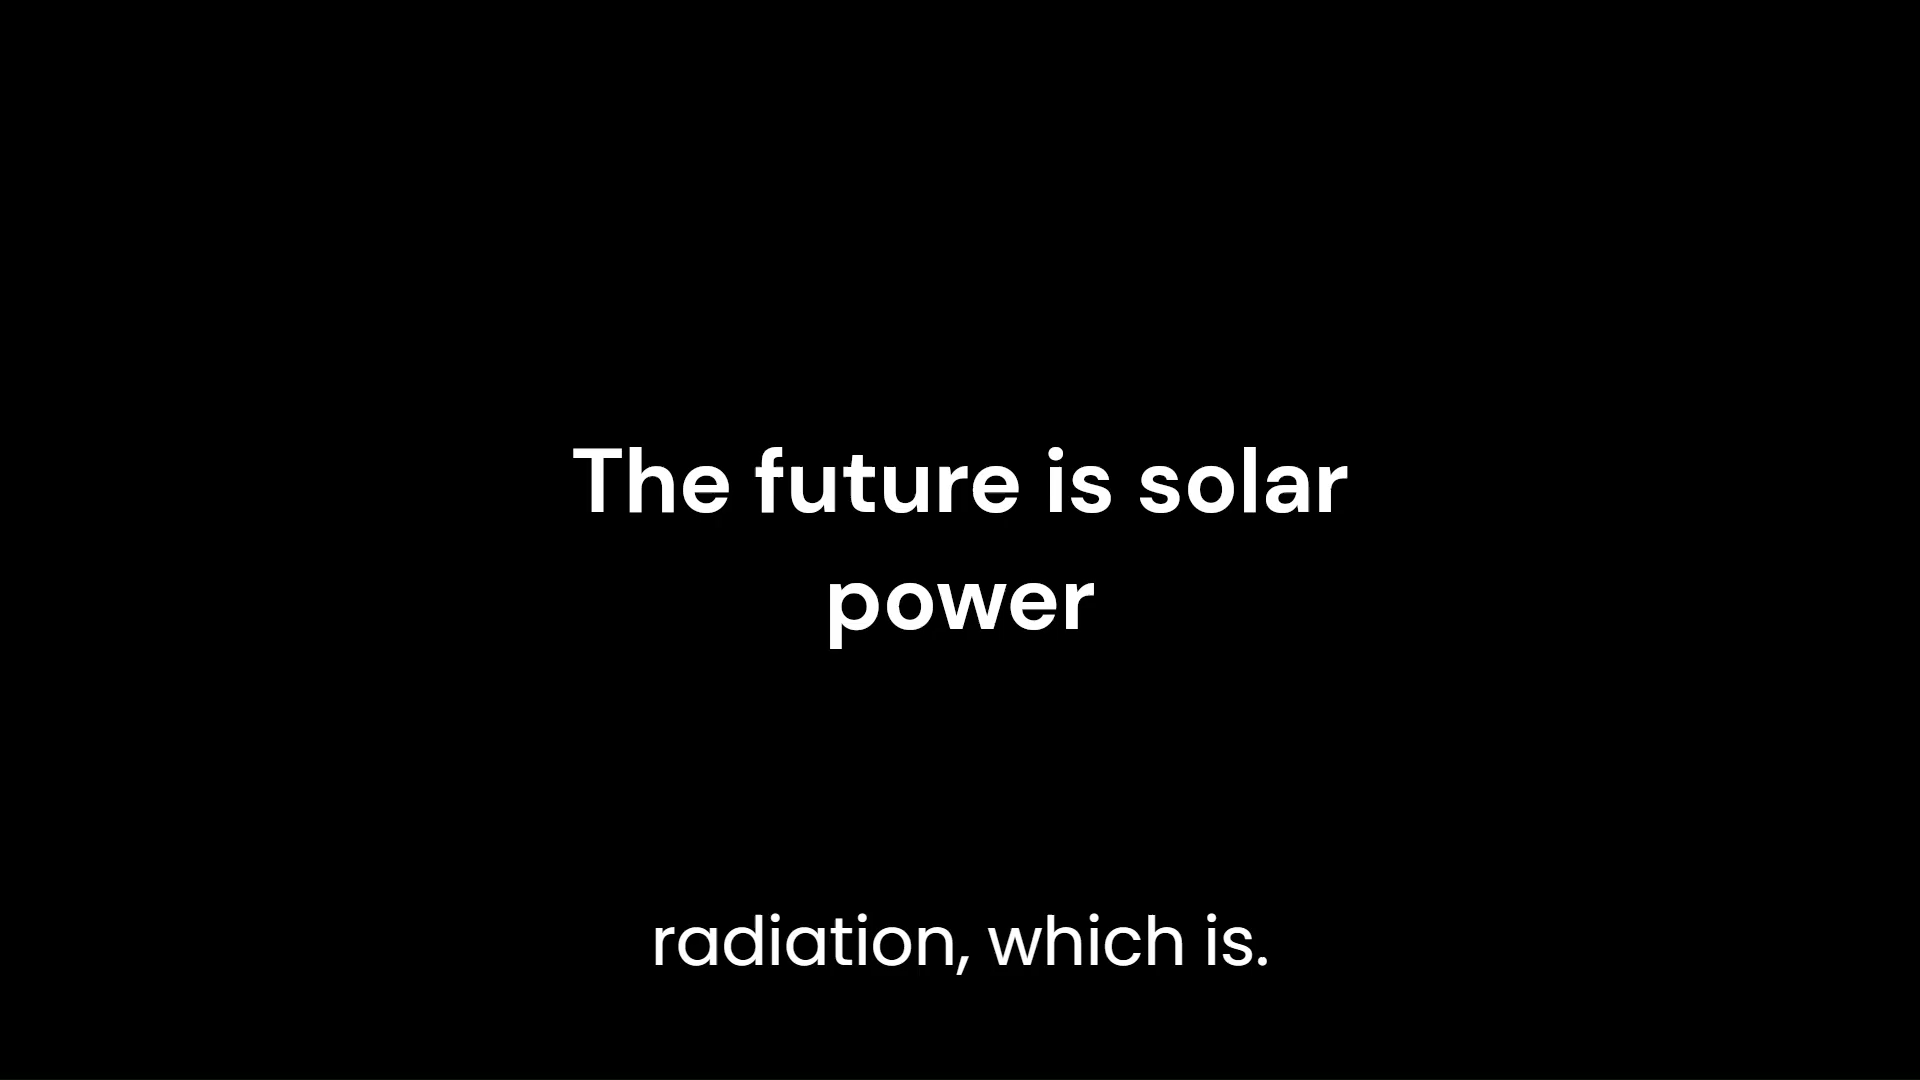 The future is solar
power
radiation, which is.